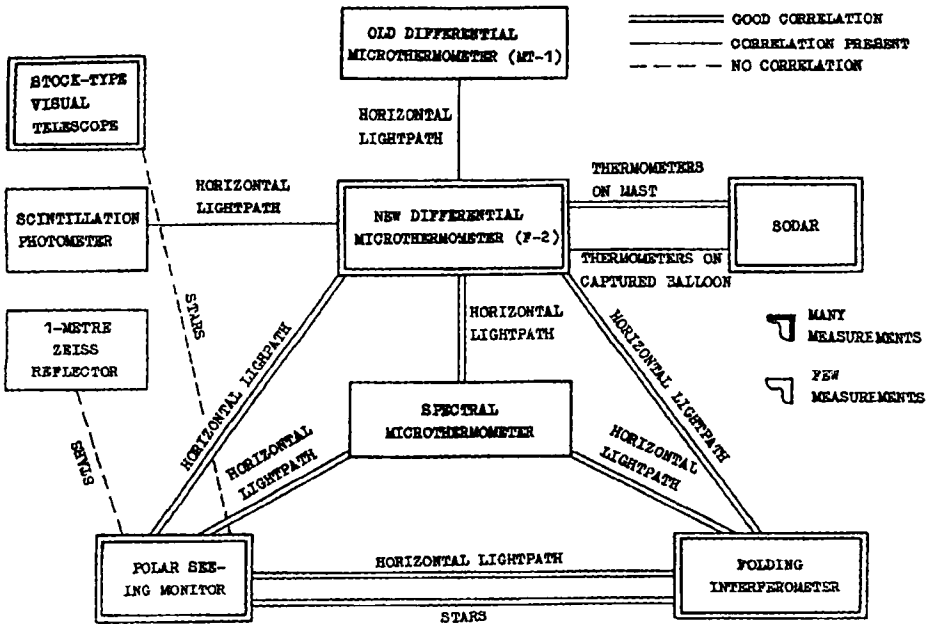 OLD DIFFERENTIAL
MICROTHERMOMETER (MT-1)
GOOD CORRELATION
CORRELATION PRESENT
NO CORRELATION
STOCK-TYPE
VISUAL
TELESCOPE
HORIZONTAL
LIGHTPATH
HORIZONTAL
LIGHTPATH
THERMOMETERS
ON MAST
SCINTILLATION
PHOTOMETER
NEW DIFFERENTIAL
MICROTHERMOMETER (F-2)
SODAR
THERMOMETERS ON
CAPTURED BALLOON
STARS
1-METRE
ZEISS
REFLECTOR
HORIZONTAL
LIGHTPATH
MANY
MEASUREMENTS
FEW
MEASUREMENTS
HORIZONTAL LIGHPATH
HORIZONTAL LIGHTPATH
SPECTRAL
MICROTHERMOMETER
STARS
HORIZONTAL
LIGHTPATH
HORIZONTAL
LIGHTPATH
POLAR SEE-
ING MONITOR
HORIZONTAL LIGHTPATH
STARS
FOLDING
INTERFEROMETER